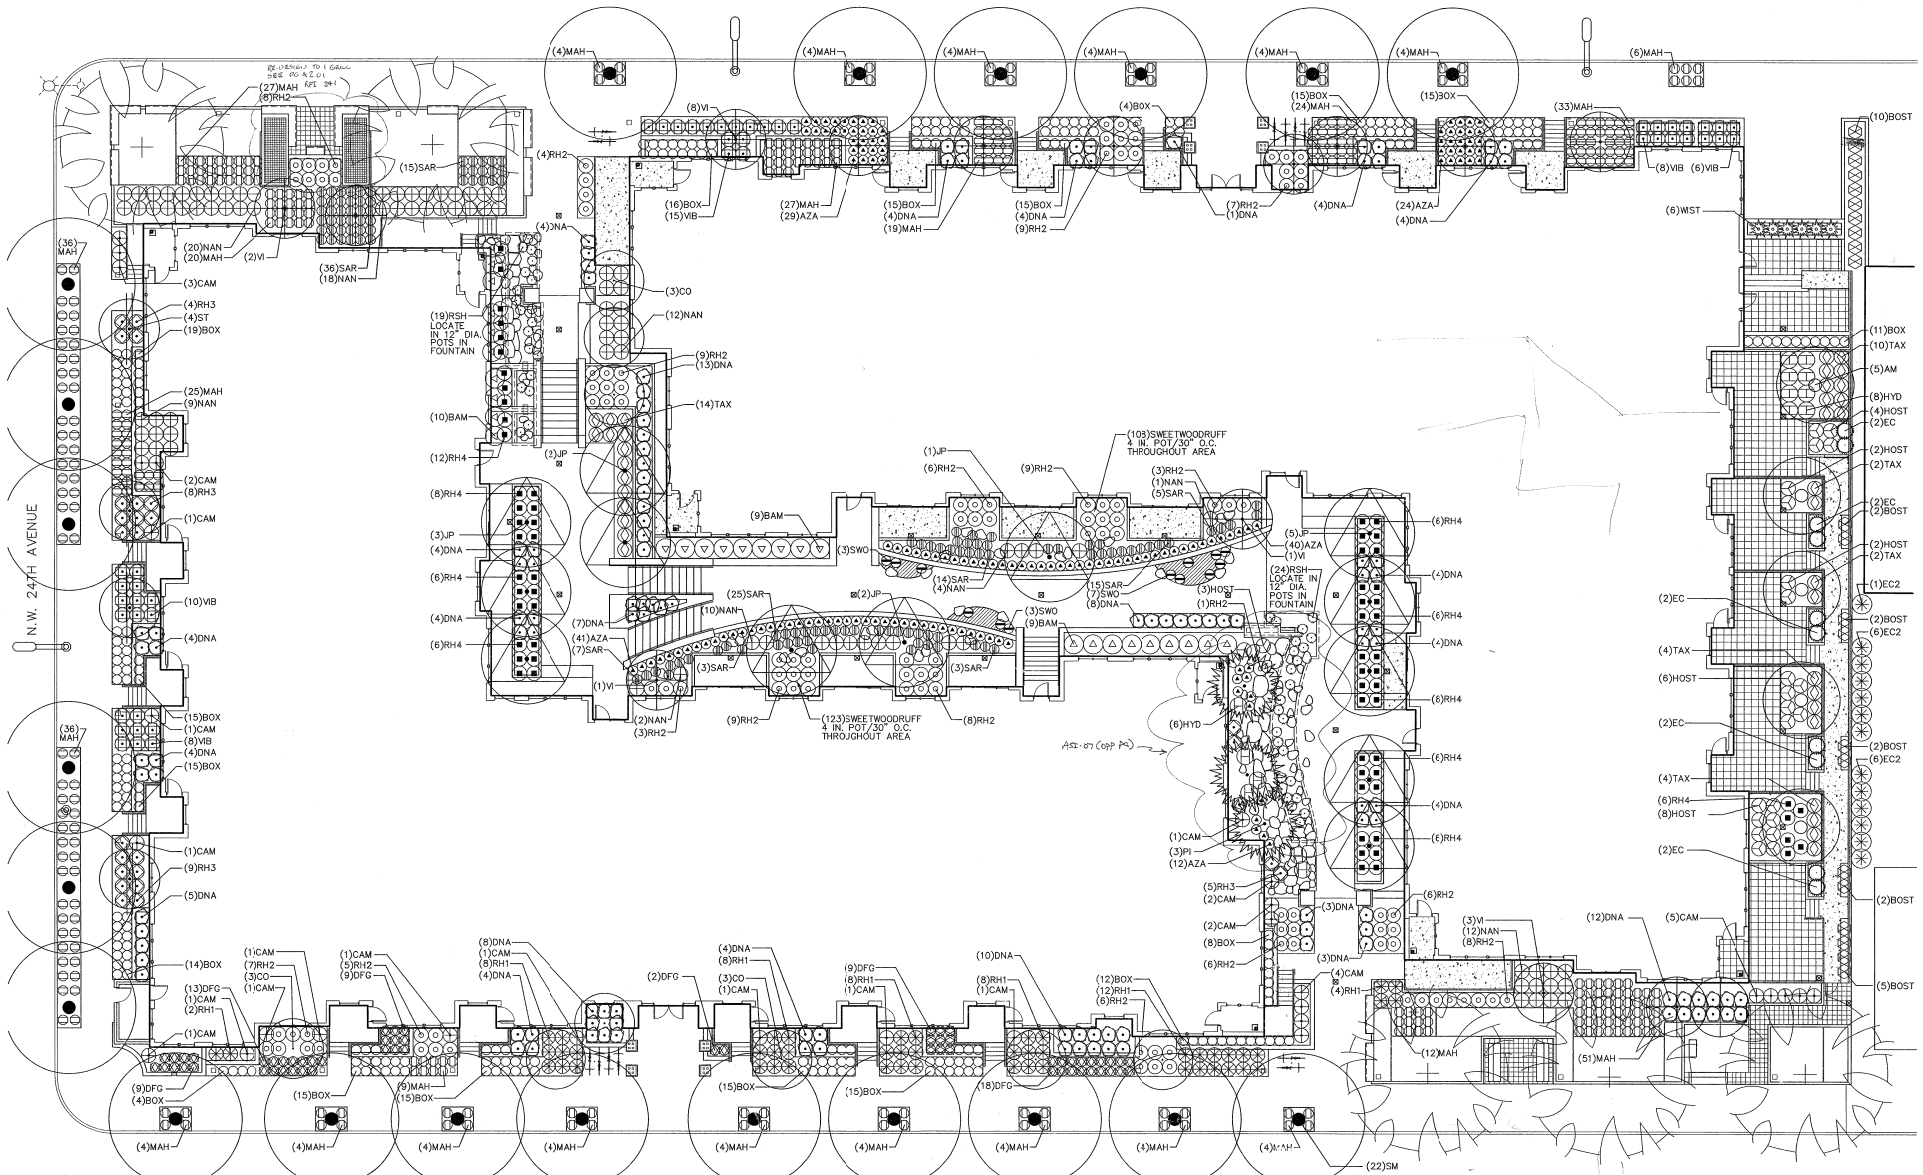 (4)MAH
(4)MAH
(4)MAH
(4)MAH
(4)MAH
(4)MAH
(6)MAH
RE-DESIGN TO 1 GRILL
SEE PG A2.01
RFI 241
(27)MAH
(8)RH2
(8)VI
(4)BOX
(15)BOX
(24)MAH
(15)BOX
(33)MAH
(10)BOST
(4)RH2
(15)SAR
(8)VIB
(6)VIB
(16)BOX
(15)VIB
(27)MAH
(29)AZA
(15)BOX
(4)DNA
(19)MAH
(15)BOX
(4)DNA
(9)RH2
(7)RH2
(1)DNA
(4)DNA
(24)AZA
(4)DNA
(6)WIST
(36)
MAH
(20)NAN
(20)MAH
(2)VI
(36)SAR
(18)NAN
(4)DNA
(3)CAM
(4)RH3
(4)ST
(19)BOX
(3)CO
(12)NAN
(19)RSH
LOCATE
IN 12" DIA.
POTS IN
FOUNTAIN
(11)BOX
(10)TAX
(5)AM
(8)HYD
(4)HOST
(2)EC
(9)RH2
(13)DNA
(14)TAX
(25)MAH
(9)NAN
(10)BAM
(12)RH4
(2)JP
(1)JP
(6)RH2
(9)RH2
(103)SWEETWOODRUFF
4 IN. POT/30" O.C.
THROUGHOUT AREA
(3)RH2
(1)NAN
(5)SAR
(2)HOST
(2)TAX
(2)CAM
(8)RH3
(1)CAM
(8)RH4
(3)JP
(4)DNA
(6)RH4
(4)DNA
(6)RH4
(9)BAM
(3)SWO
(14)SAR
(4)NAN
(5)JP
(40)AZA
(1)VI
(24)RSH
LOCATE IN
12" DIA.
POTS IN
FOUNTAIN
(15)SAR
(7)SWO
(8)DNA
(3)HOST
(1)RH2
(6)RH4
(4)DNA
(6)RH4
(4)DNA
(6)RH4
(2)EC
(2)BOST
(2)HOST
(2)TAX
(1)EC2
(2)EC
(2)BOST
(6)EC2
(4)TAX
(6)HOST
(2)EC
(2)BOST
(6)EC2
N.W. 24TH AVENUE
(10)VIB
(4)DNA
(7)DNA
(41)AZA
(7)SAR
(25)SAR
(10)NAN
(2)JP
(3)SWO
(9)BAM
(3)SAR
(3)SAR
(1)VI
(2)NAN
(3)RH2
(9)RH2
(123)SWEETWOODRUFF
4 IN. POT/30" O.C.
THROUGHOUT AREA
(8)RH2
(6)HYD
ASI-07 (OPP PG)
(36)
MAH
(15)BOX
(1)CAM
(8)VIB
(4)DNA
(15)BOX
(6)RH4
(4)DNA
(6)RH4
(4)TAX
(6)RH4
(8)HOST
(2)EC
(2)BOST
(1)CAM
(3)PI
(12)AZA
(5)RH3
(2)CAM
(2)CAM
(8)BOX
(6)RH2
(3)DNA
(6)RH2
(3)DNA
(1)CAM
(9)RH3
(5)DNA
(14)BOX
(3)VI
(12)NAN
(8)RH2
(12)DNA
(5)CAM
(5)BOST
(13)DFG
(1)CAM
(2)RH1
(1)CAM
(7)RH2
(3)CO
(1)CAM
(1)CAM
(5)RH2
(9)DFG
(8)DNA
(1)CAM
(8)RH1
(4)DNA
(2)DFG
(4)DNA
(8)RH1
(3)CO
(1)CAM
(9)DFG
(8)RH1
(1)CAM
(10)DNA
(8)RH1
(1)CAM
(12)BOX
(12)RH1
(6)RH2
(4)CAM
(4)RH1
(12)MAH
(51)MAH
(1)CAM
(9)DFG
(4)BOX
(15)BOX
(9)MAH
(15)BOX
(15)BOX
(15)BOX
(18)DFG
(4)MAH
(4)MAH
(4)MAH
(4)MAH
(4)MAH
(4)MAH
(4)MAH
(4)MAH
(4)MAH
(22)SM